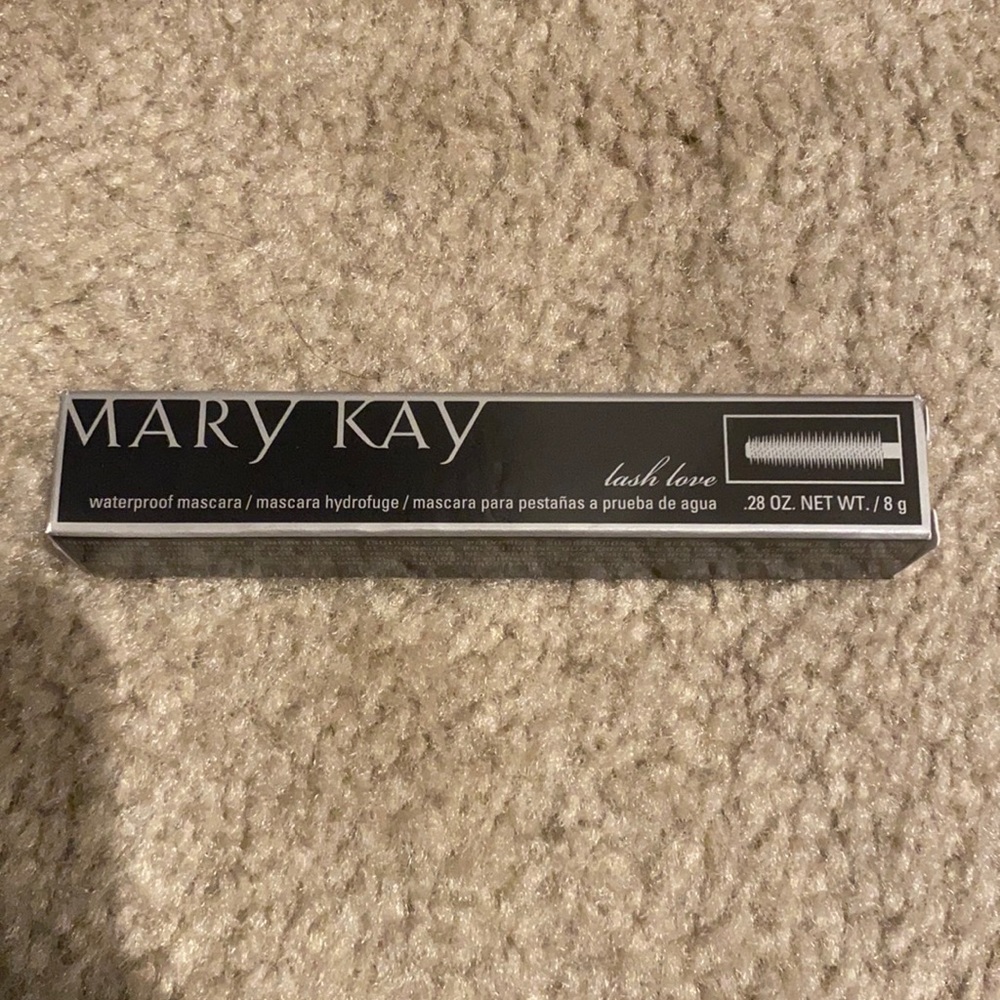 MARY KAY
lash love
waterproof mascara / mascara hydrofuge / mascara para pestañas a prueba de agua
.28 OZ. NET WT. / 8 g